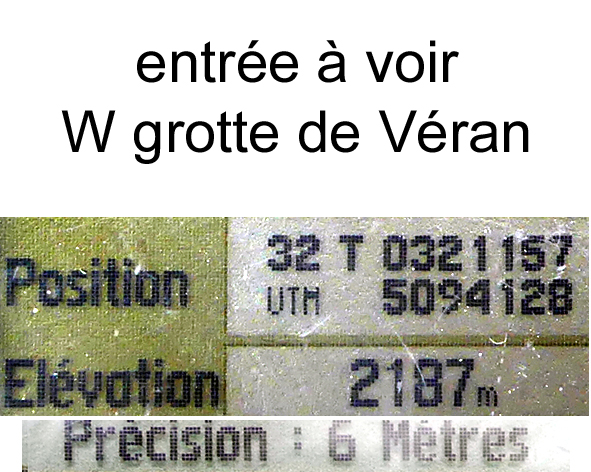 entrée à voir
W grotte de Véran
Position 32 T 0321157
UTM 5094128
Elévation 2187m
Précision : 6 Mètres